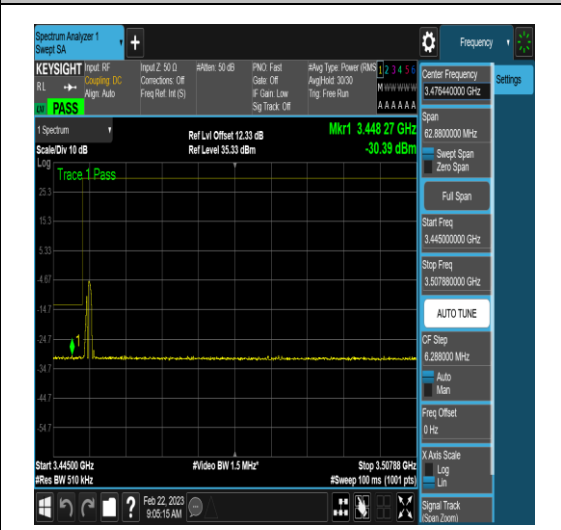 Spectrum Analyzer 1
Swept SA
+
Frequency
KEYSIGHT
RL
Input: RF
Coupling: DC
Align: Auto
Input Z: 50 Ω
Corrections: Off
Freq Ref: Int (S)
#Atten: 50 dB
PNO: Fast
Gate: Off
IF Gain: Low
Sig Track: Off
#Avg Type: Power (RMS
Avg|Hold: 30/30
Trig: Free Run
1 2 3 4 5 6
M W W W W W
A A A A A A
PASS
1 Spectrum
Scale/Div 10 dB
Ref Lvl Offset 12.33 dB
Ref Level 35.33 dBm
Mkr1 3.448 27 GHz
-30.39 dBm
Log
Trace 1 Pass
25.3
15.3
5.33
-4.67
-14.7
-24.7
-34.7
-44.7
-54.7
1
Start 3.44500 GHz
#Res BW 510 kHz
#Video BW 1.5 MHz*
Stop 3.50788 GHz
#Sweep 100 ms (1001 pts)
Center Frequency
3.476440000 GHz
Settings
Span
62.8800000 MHz
Swept Span
Zero Span
Full Span
Start Freq
3.445000000 GHz
Stop Freq
3.507880000 GHz
AUTO TUNE
CF Step
6.288000 MHz
Auto
Man
Freq Offset
0 Hz
X Axis Scale
Log
Lin
Signal Track
(Span Zoom)
?
Feb 22, 2023
9:05:15 AM